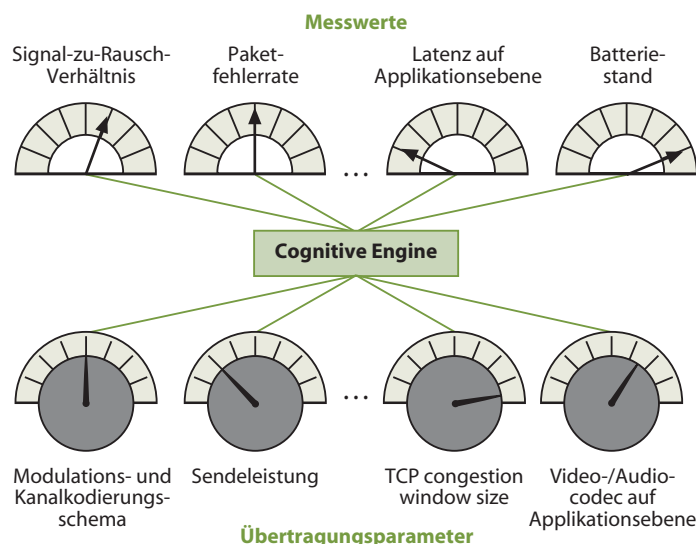 Messwerte
Signal-zu-Rausch-
Verhältnis
Paket-
fehlerrate
Latenz auf
Applikationsebene
Batterie-
stand
...
Cognitive Engine
...
Modulations- und
Kanalkodierungs-
schema
Sendeleistung
TCP congestion
window size
Video-/Audio-
codec auf
Applikationsebene
Übertragungsparameter